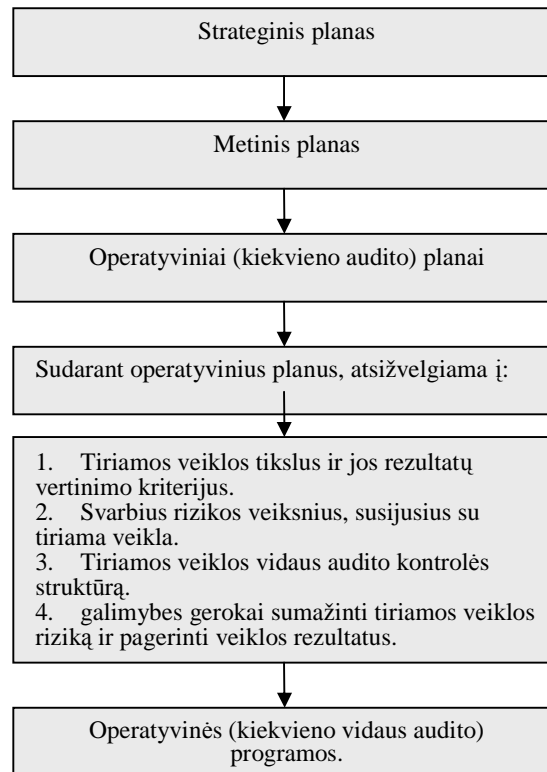 Strateginis planas
Metinis planas
Operatyviniai (kiekvieno audito) planai
Sudarant operatyvinius planus, atsižvelgiama į:
1. Tiriamos veiklos tikslus ir jos rezultatų
vertinimo kriterijus.
2. Svarbius rizikos veiksnius, susijusius su
tiriama veikla.
3. Tiriamos veiklos vidaus audito kontrolės
struktūrą.
4. galimybes gerokai sumažinti tiriamos veiklos
riziką ir pagerinti veiklos rezultatus.
Operatyvinės (kiekvieno vidaus audito)
programos.